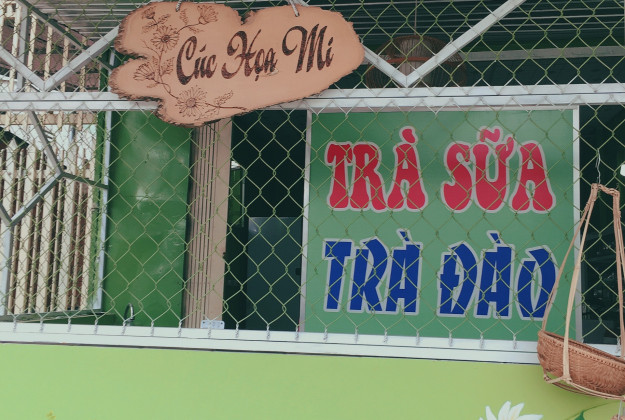 Cúc Họa Mi
TRÀ SỮA
TRÀ ĐÀO